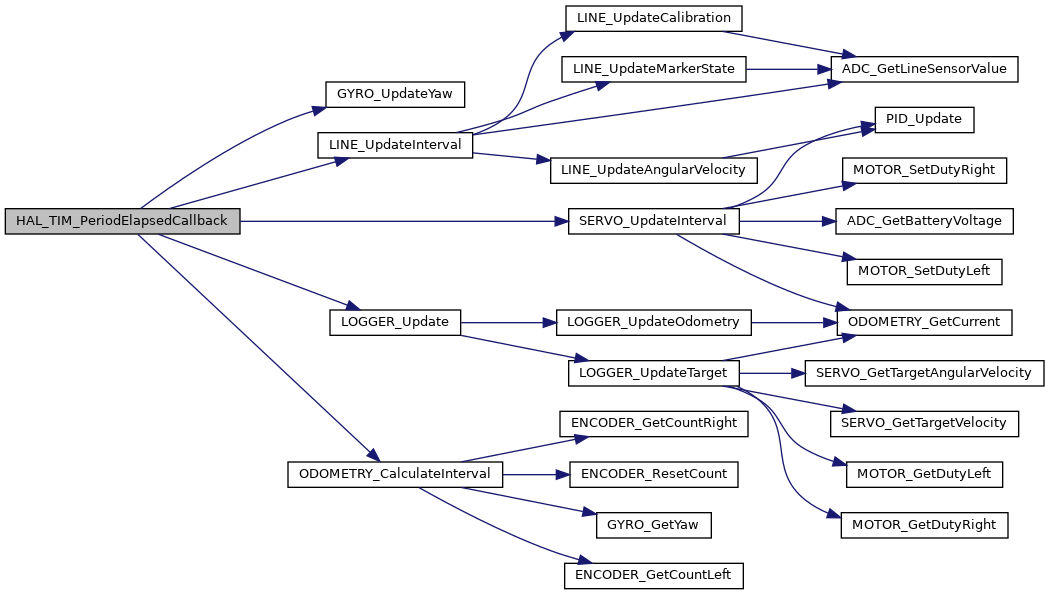 LINE_UpdateCalibration
LINE_UpdateMarkerState
ADC_GetLineSensorValue
GYRO_UpdateYaw
PID_Update
LINE_UpdateInterval
LINE_UpdateAngularVelocity
MOTOR_SetDutyRight
HAL_TIM_PeriodElapsedCallback
SERVO_UpdateInterval
ADC_GetBatteryVoltage
MOTOR_SetDutyLeft
LOGGER_Update
LOGGER_UpdateOdometry
ODOMETRY_GetCurrent
LOGGER_UpdateTarget
SERVO_GetTargetAngularVelocity
ENCODER_GetCountRight
SERVO_GetTargetVelocity
ODOMETRY_CalculateInterval
ENCODER_ResetCount
MOTOR_GetDutyLeft
GYRO_GetYaw
MOTOR_GetDutyRight
ENCODER_GetCountLeft